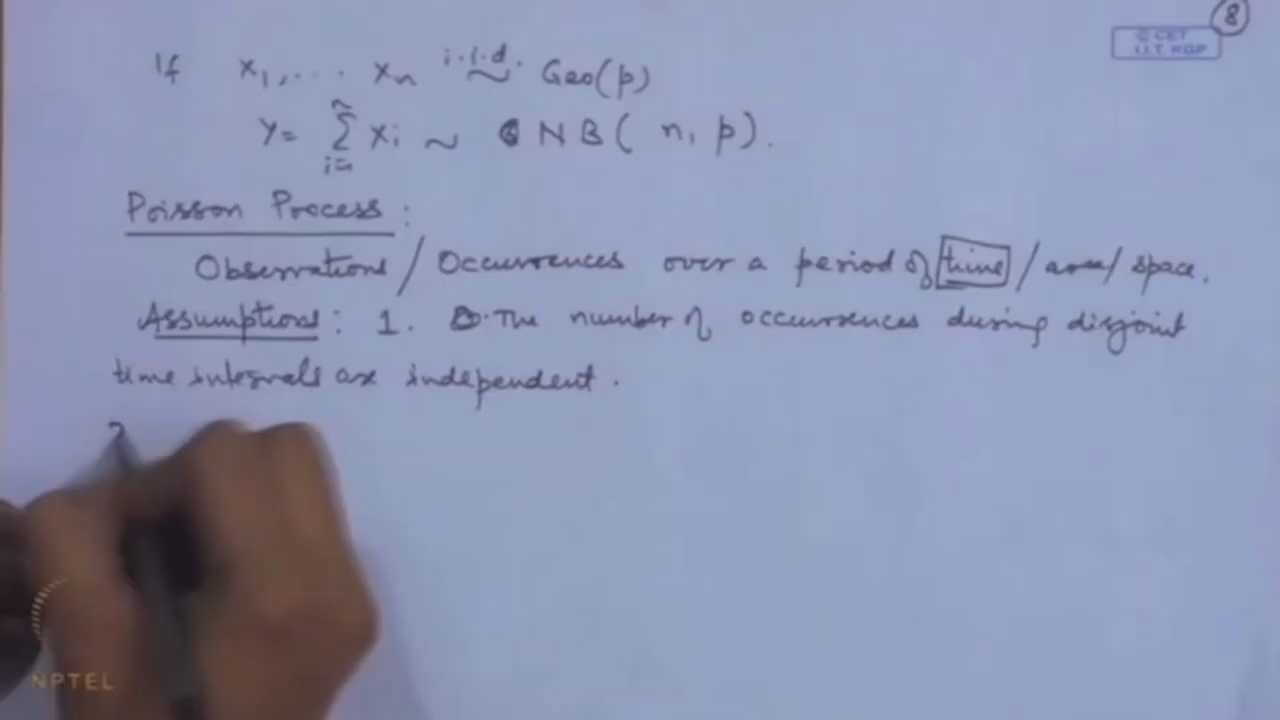 8
© CET
I.I.T. KGP
If X1, ... Xn i.i.d. ~ Geo(p)
Y = Σ Xi ~ NB(n, p).
n
i=
Poisson Process :
Observations / Occurrences over a period of time / area / space.
Assumptions : 1. The number of occurrences during disjoint
time intervals are independent.
2
NPTEL